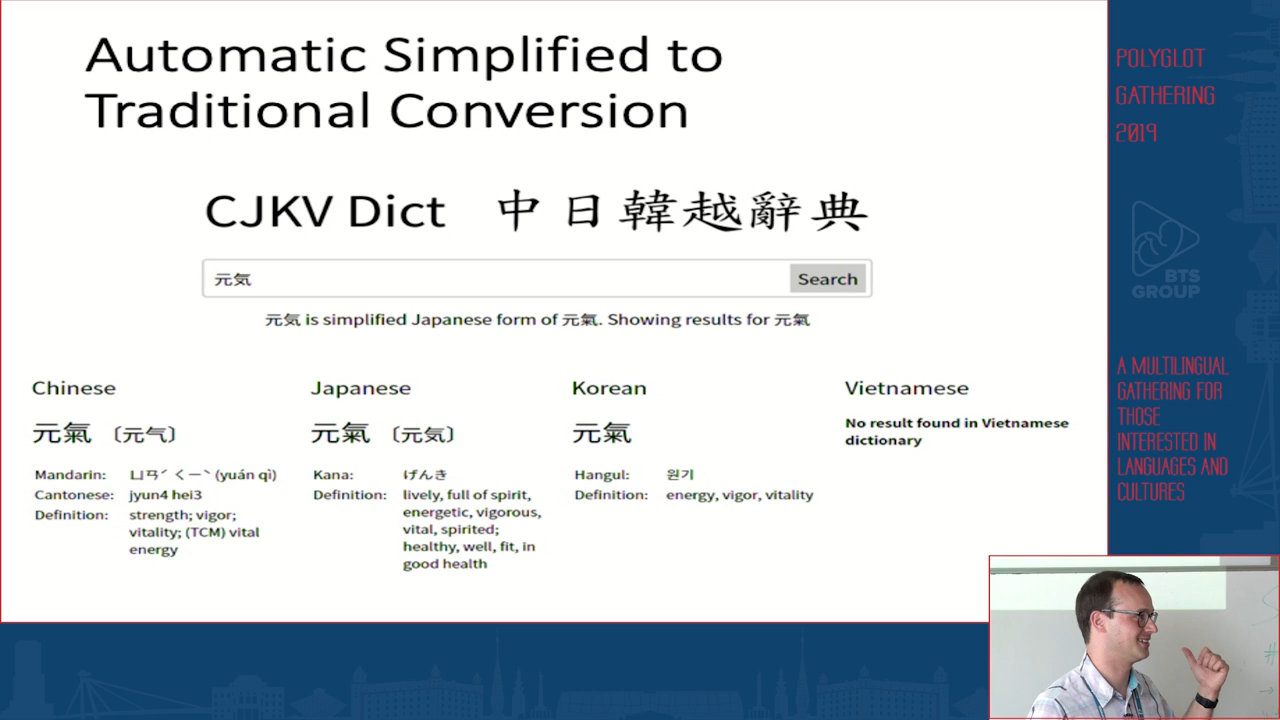 Automatic Simplified to
Traditional Conversion
CJKV Dict 中日韓越辭典
元気
Search
元気 is simplified Japanese form of 元氣. Showing results for 元氣
Chinese
元氣 〔元气〕
Mandarin: ㄩㄢˊ ㄑㄧˋ (yuán qì)
Cantonese: jyun4 hei3
Definition: strength; vigor;
vitality; (TCM) vital
energy
Japanese
元氣 〔元気〕
Kana: げんき
Definition: lively, full of spirit,
energetic, vigorous,
vital, spirited;
healthy, well, fit, in
good health
Korean
元氣
Hangul: 원기
Definition: energy, vigor, vitality
Vietnamese
No result found in Vietnamese
dictionary
POLYGLOT
GATHERING
2019
BTS
GROUP
A MULTILINGUAL
GATHERING FOR
THOSE
INTERESTED IN
LANGUAGES AND
CULTURES